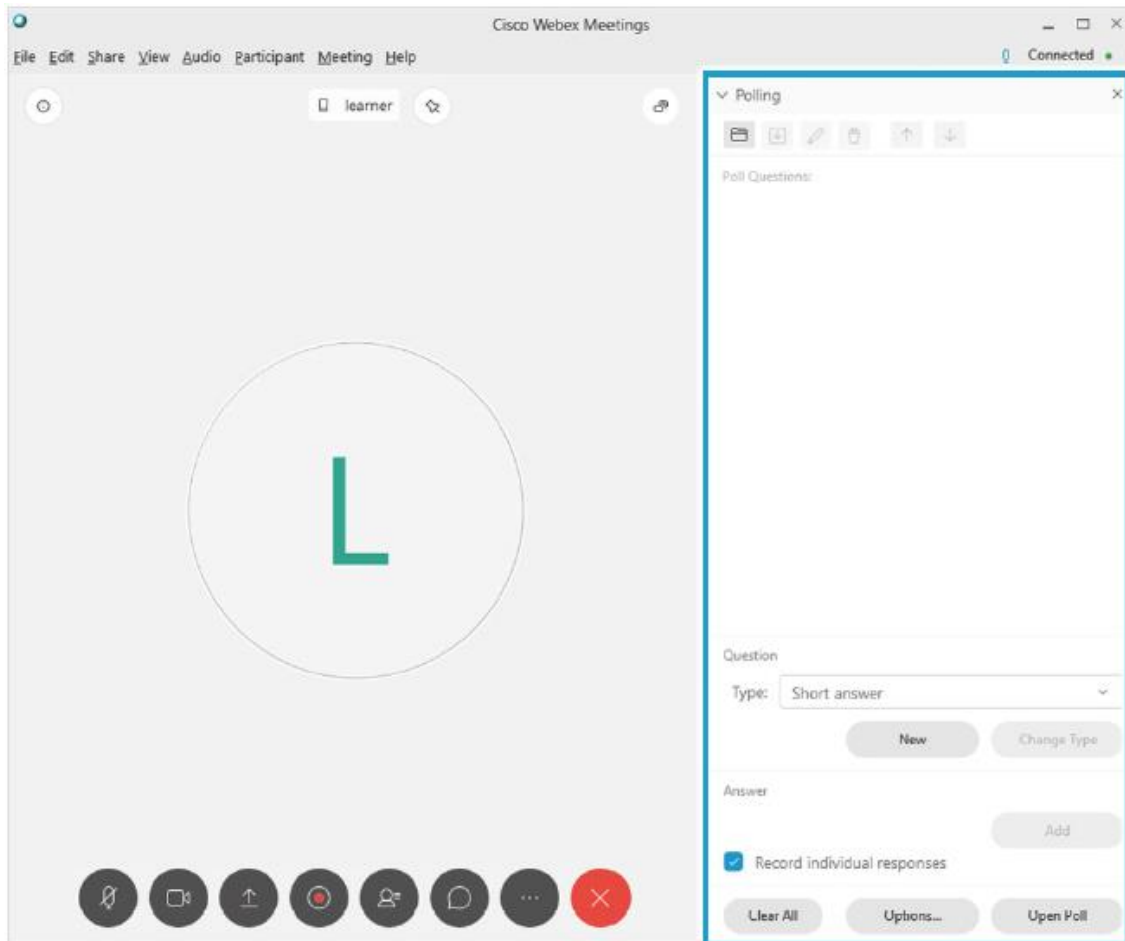 Cisco Webex Meetings
File Edit Share View Audio Participant Meeting Help
Connected
learner
Polling
Poll Questions:
L
Question
Type: Short answer
New Change Type
Answer
Add
Record individual responses
Clear All Options... Open Poll